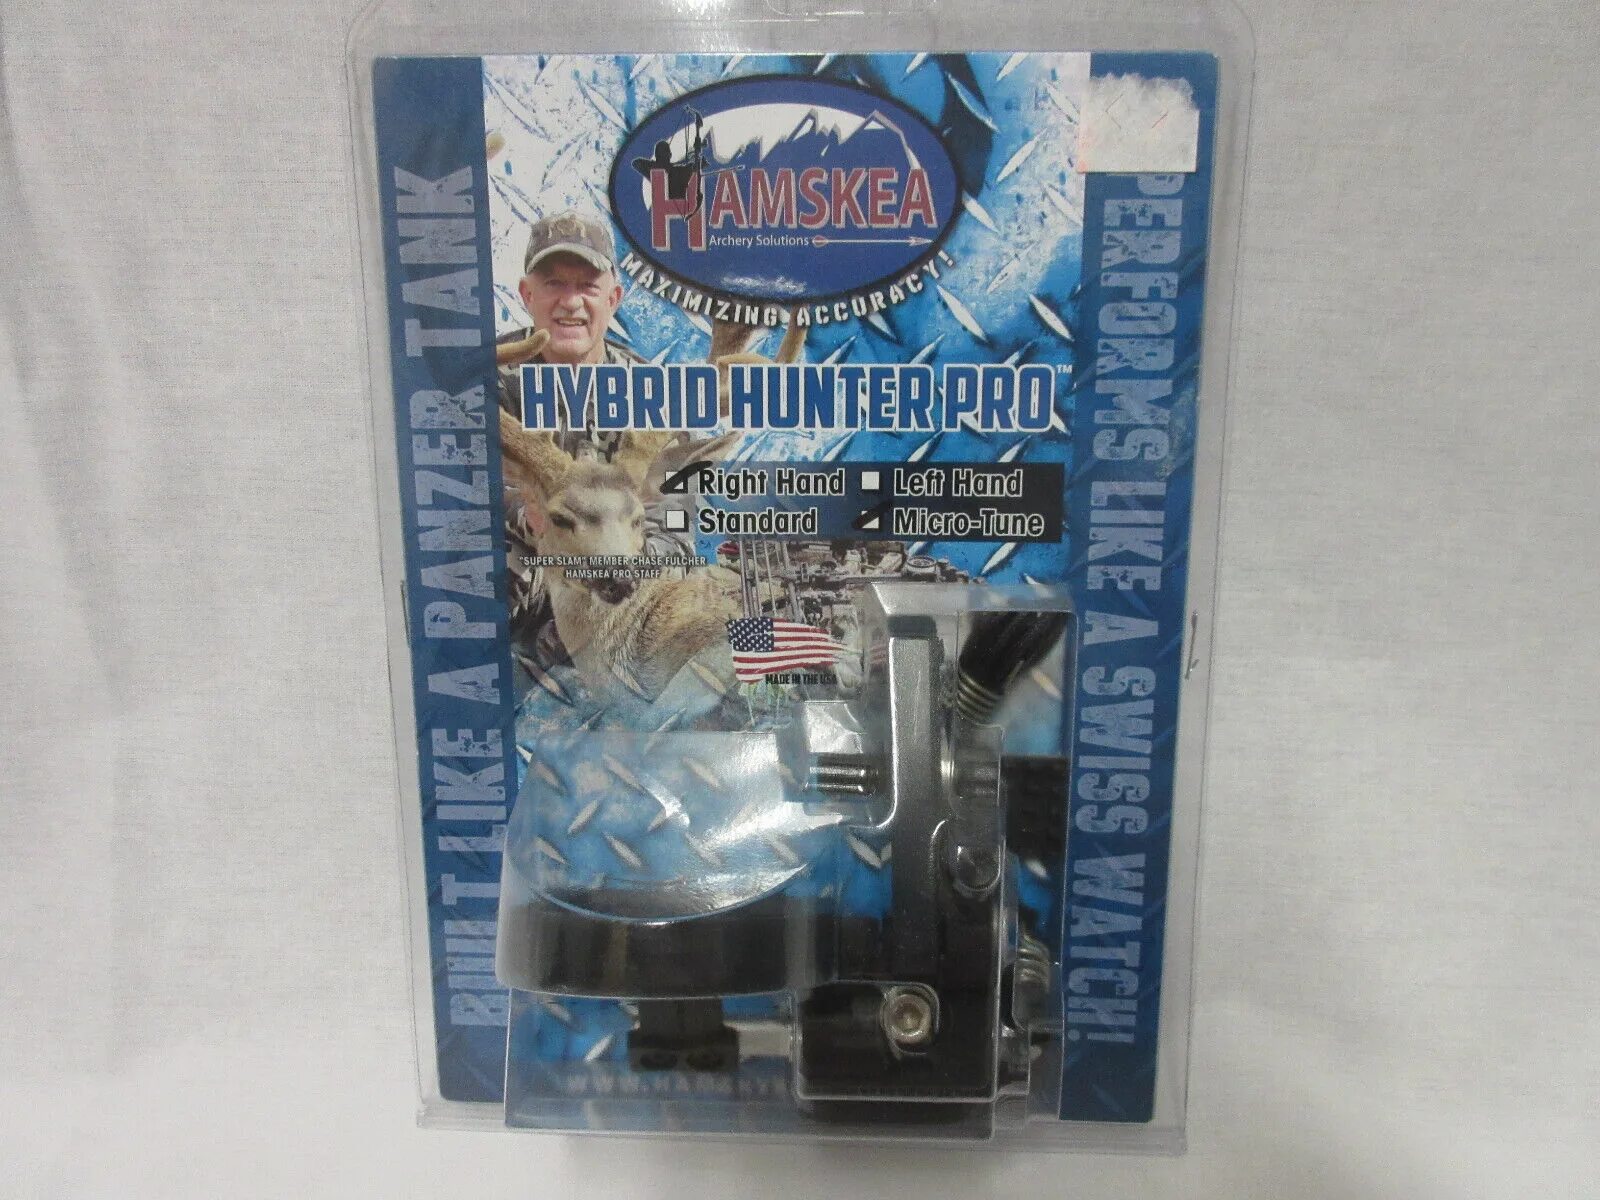 HAMSKEA
Archery Solutions
MAXIMIZING ACCURACY!
HYBRID HUNTER PRO™
Right Hand Left Hand
Standard Micro-Tune
"SUPER SLAM" MEMBER CHASE FULCHER
HAMSKEA PRO STAFF
MADE IN THE USA
BUILT LIKE A PANZER TANK
PERFORMS LIKE A SWISS WATCH!